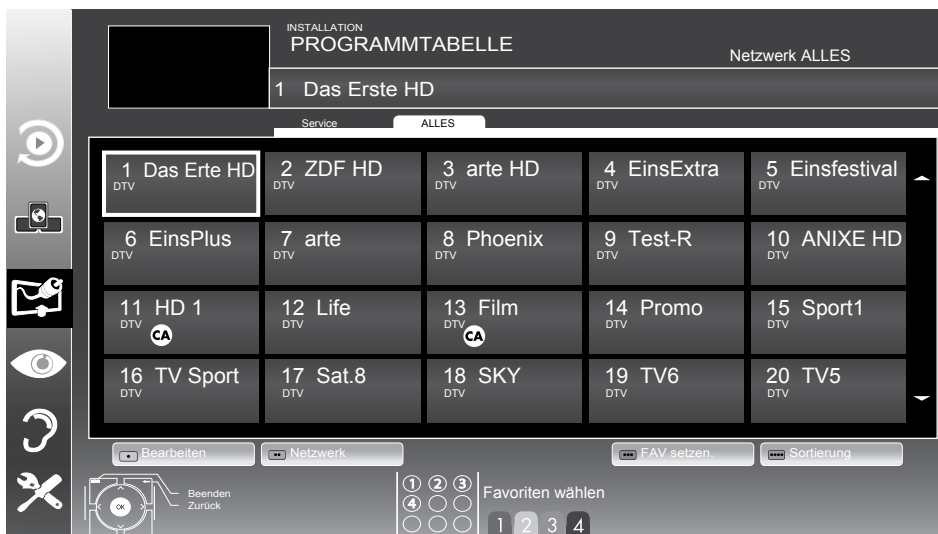 INSTALLATION
PROGRAMMTABELLE
Netzwerk ALLES
1 Das Erste HD
Service ALLES
1 Das Erte HD 2 ZDF HD 3 arte HD 4 EinsExtra 5 Einsfestival
DTV DTV DTV DTV DTV
6 EinsPlus 7 arte 8 Phoenix 9 Test-R 10 ANIXE HD
DTV DTV DTV DTV DTV
11 HD 1 12 Life 13 Film 14 Promo 15 Sport1
DTV DTV DTV DTV DTV
CA CA
16 TV Sport 17 Sat.8 18 SKY 19 TV6 20 TV5
DTV DTV DTV DTV DTV
Bearbeiten Netzwerk FAV setzen. Sortierung
OK
Beenden
Zurück
1 2 3
4
Favoriten wählen
1 2 3 4